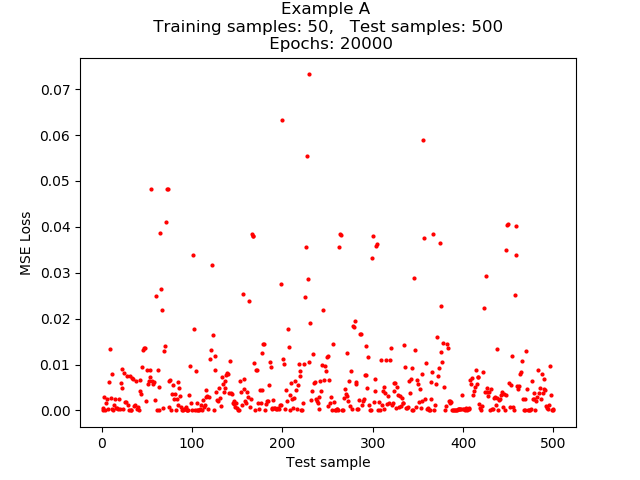 Example A
Training samples: 50,   Test samples: 500
Epochs: 20000
0.07
0.06
0.05
0.04
0.03
0.02
0.01
0.00
MSE Loss
0 100 200 300 400 500
Test sample